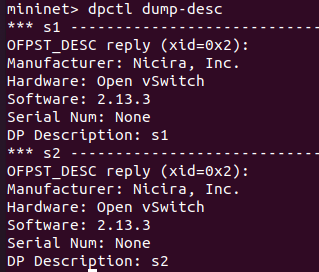 mininet> dpctl dump-desc
*** s1 ----------------------------
OFPST_DESC reply (xid=0x2):
Manufacturer: Nicira, Inc.
Hardware: Open vSwitch
Software: 2.13.3
Serial Num: None
DP Description: s1
*** s2 ----------------------------
OFPST_DESC reply (xid=0x2):
Manufacturer: Nicira, Inc.
Hardware: Open vSwitch
Software: 2.13.3
Serial Num: None
DP Description: s2